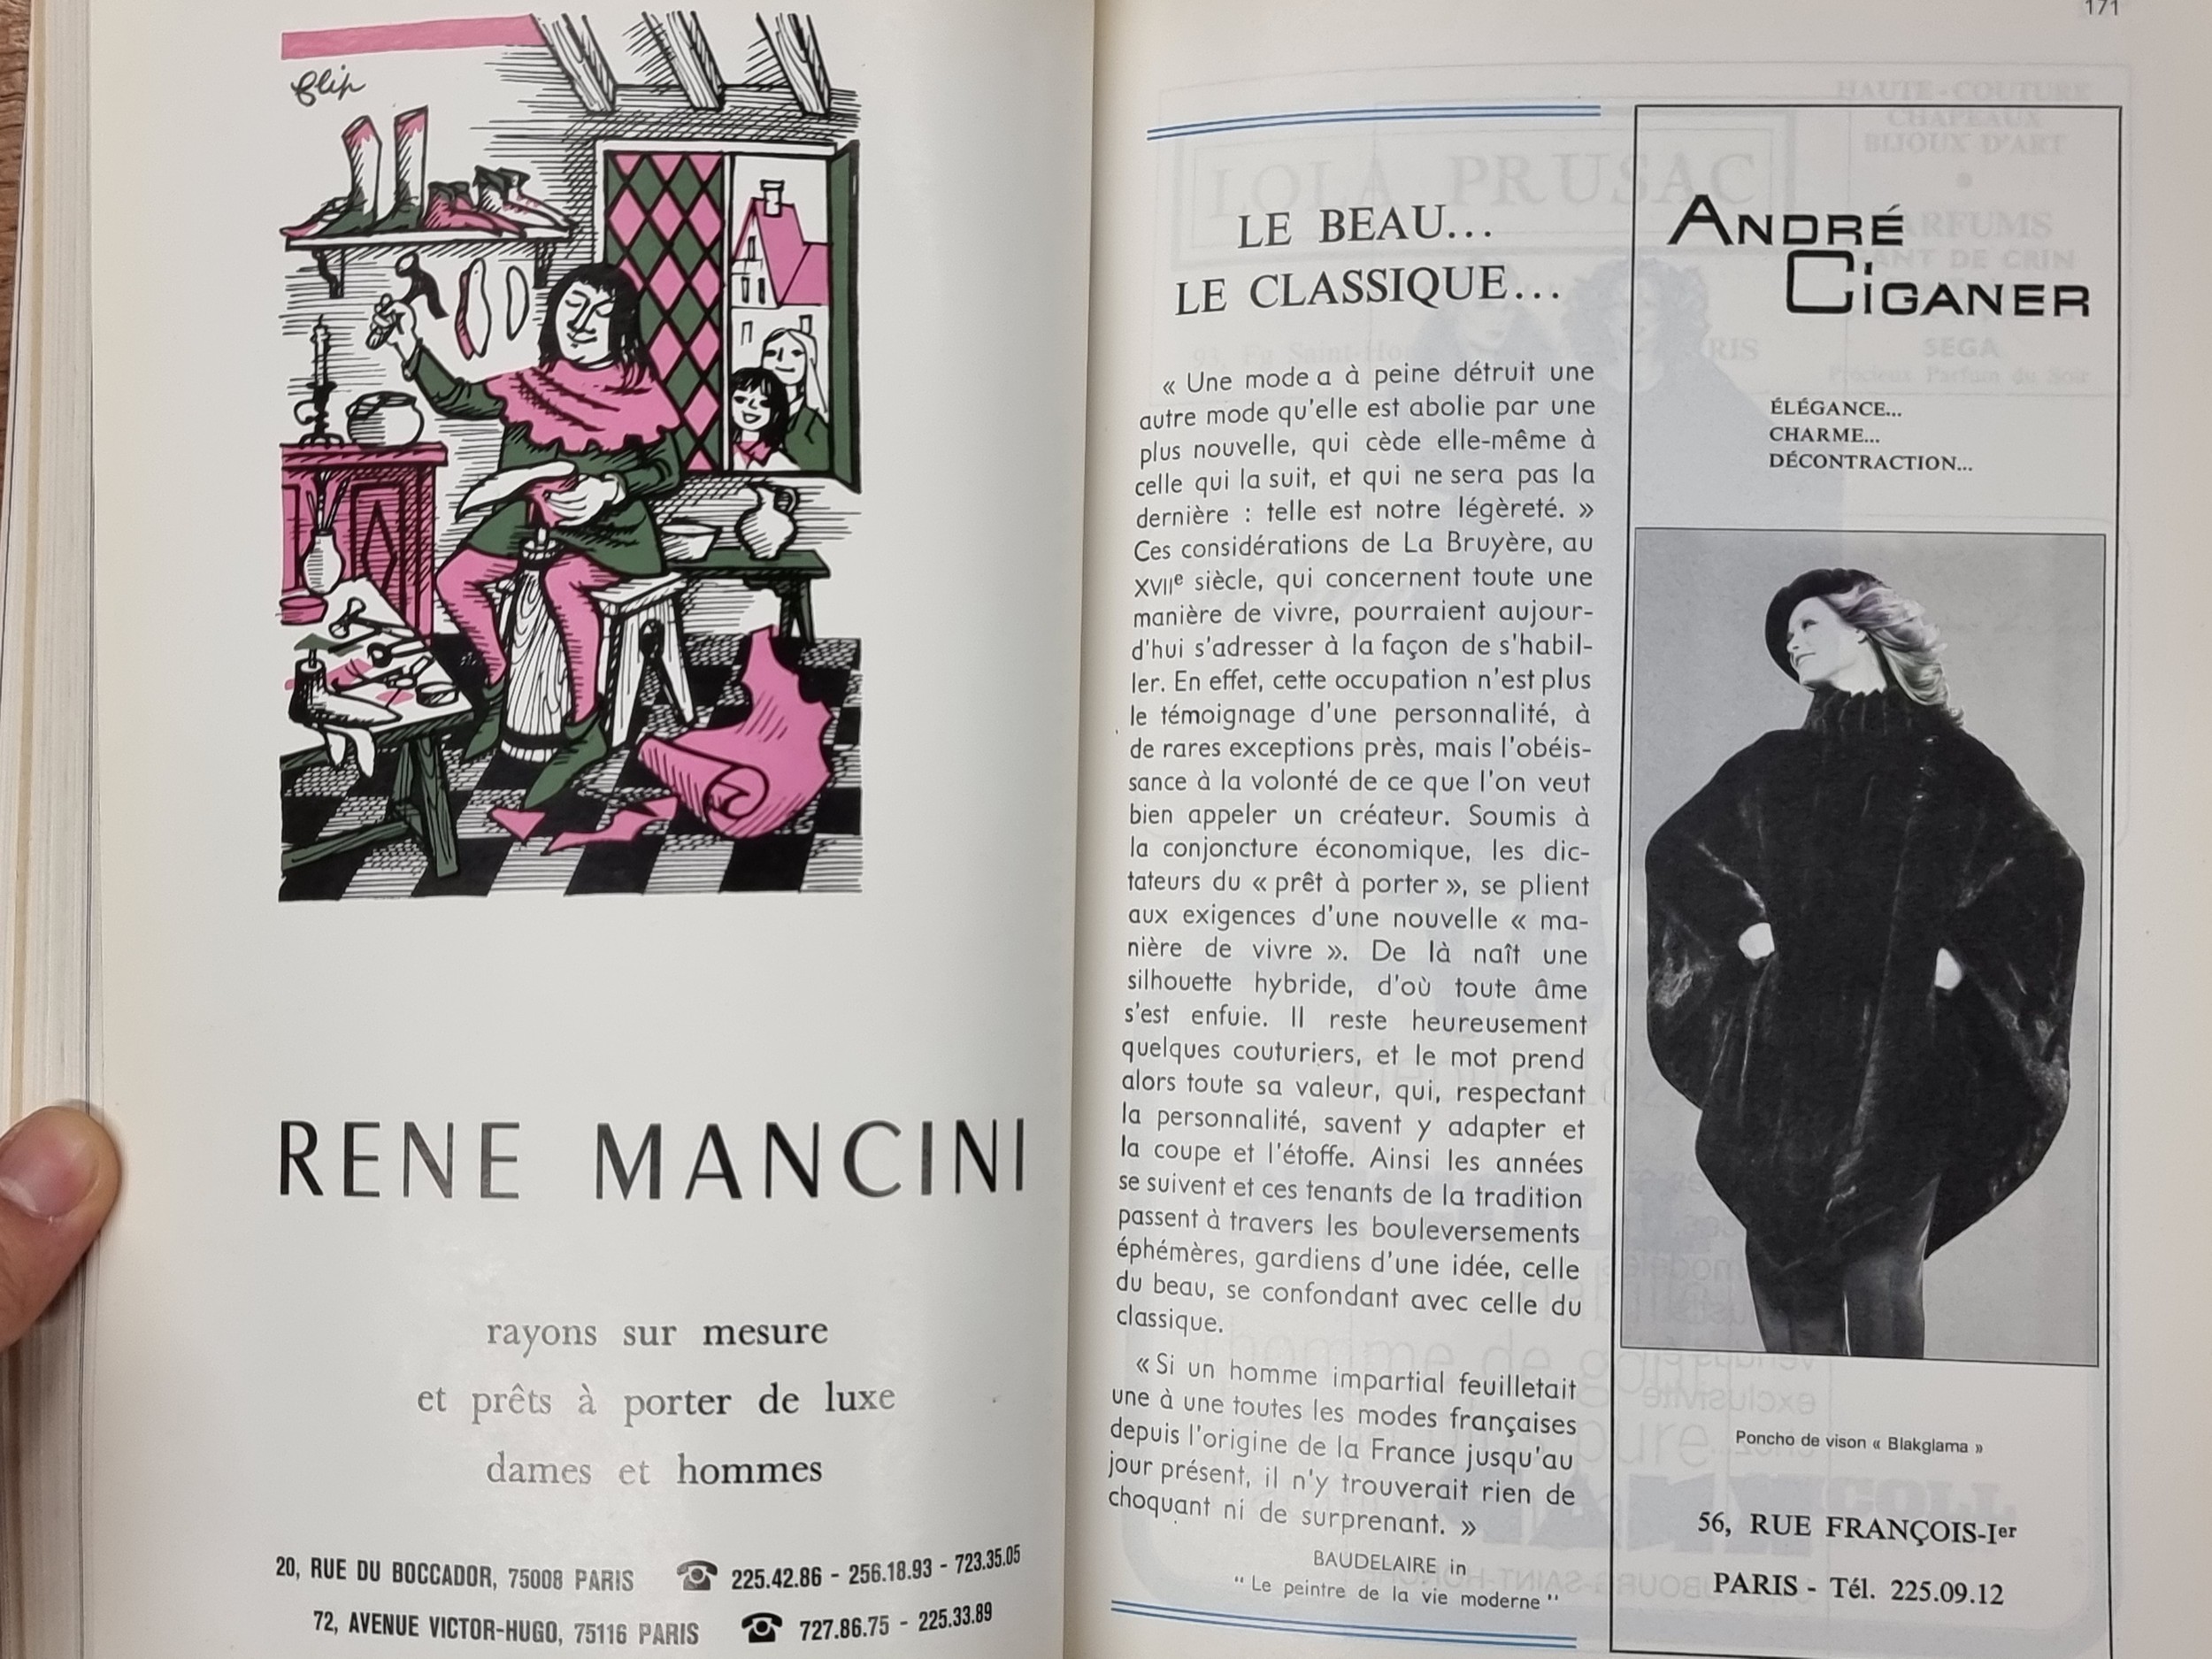 Clip
RENE MANCINI
rayons sur mesure
et prêts à porter de luxe
dames et hommes
20, RUE DU BOCCADOR, 75008 PARIS ☎ 225.42.86 - 256.18.93 - 723.35.05
72, AVENUE VICTOR-HUGO, 75116 PARIS ☎ 727.86.75 - 225.33.89
171
LE BEAU...
LE CLASSIQUE...
« Une mode a à peine détruit une
autre mode qu'elle est abolie par une
plus nouvelle, qui cède elle-même à
celle qui la suit, et qui ne sera pas la
dernière : telle est notre légèreté. »
Ces considérations de La Bruyère, au
XVIIe siècle, qui concernent toute une
manière de vivre, pourraient aujour-
d'hui s'adresser à la façon de s'habil-
ler. En effet, cette occupation n'est plus
le témoignage d'une personnalité, à
de rares exceptions près, mais l'obéis-
sance à la volonté de ce que l'on veut
bien appeler un créateur. Soumis à
la conjoncture économique, les dic-
tateurs du « prêt à porter », se plient
aux exigences d'une nouvelle « ma-
nière de vivre ». De là naît une
silhouette hybride, d'où toute âme
s'est enfuie. Il reste heureusement
quelques couturiers, et le mot prend
alors toute sa valeur, qui, respectant
la personnalité, savent y adapter et
la coupe et l'étoffe. Ainsi les années
se suivent et ces tenants de la tradition
passent à travers les bouleversements
éphémères, gardiens d'une idée, celle
du beau, se confondant avec celle du
classique.
« Si un homme impartial feuilletait
une à une toutes les modes françaises
depuis l'origine de la France jusqu'au
jour présent, il n'y trouverait rien de
choquant ni de surprenant. »
BAUDELAIRE in
"Le peintre de la vie moderne"
ANDRÉ
CIGANER
ÉLÉGANCE...
CHARME...
DÉCONTRACTION...
Poncho de vison « Blakglama »
56, RUE FRANÇOIS-Ier
PARIS - Tél. 225.09.12